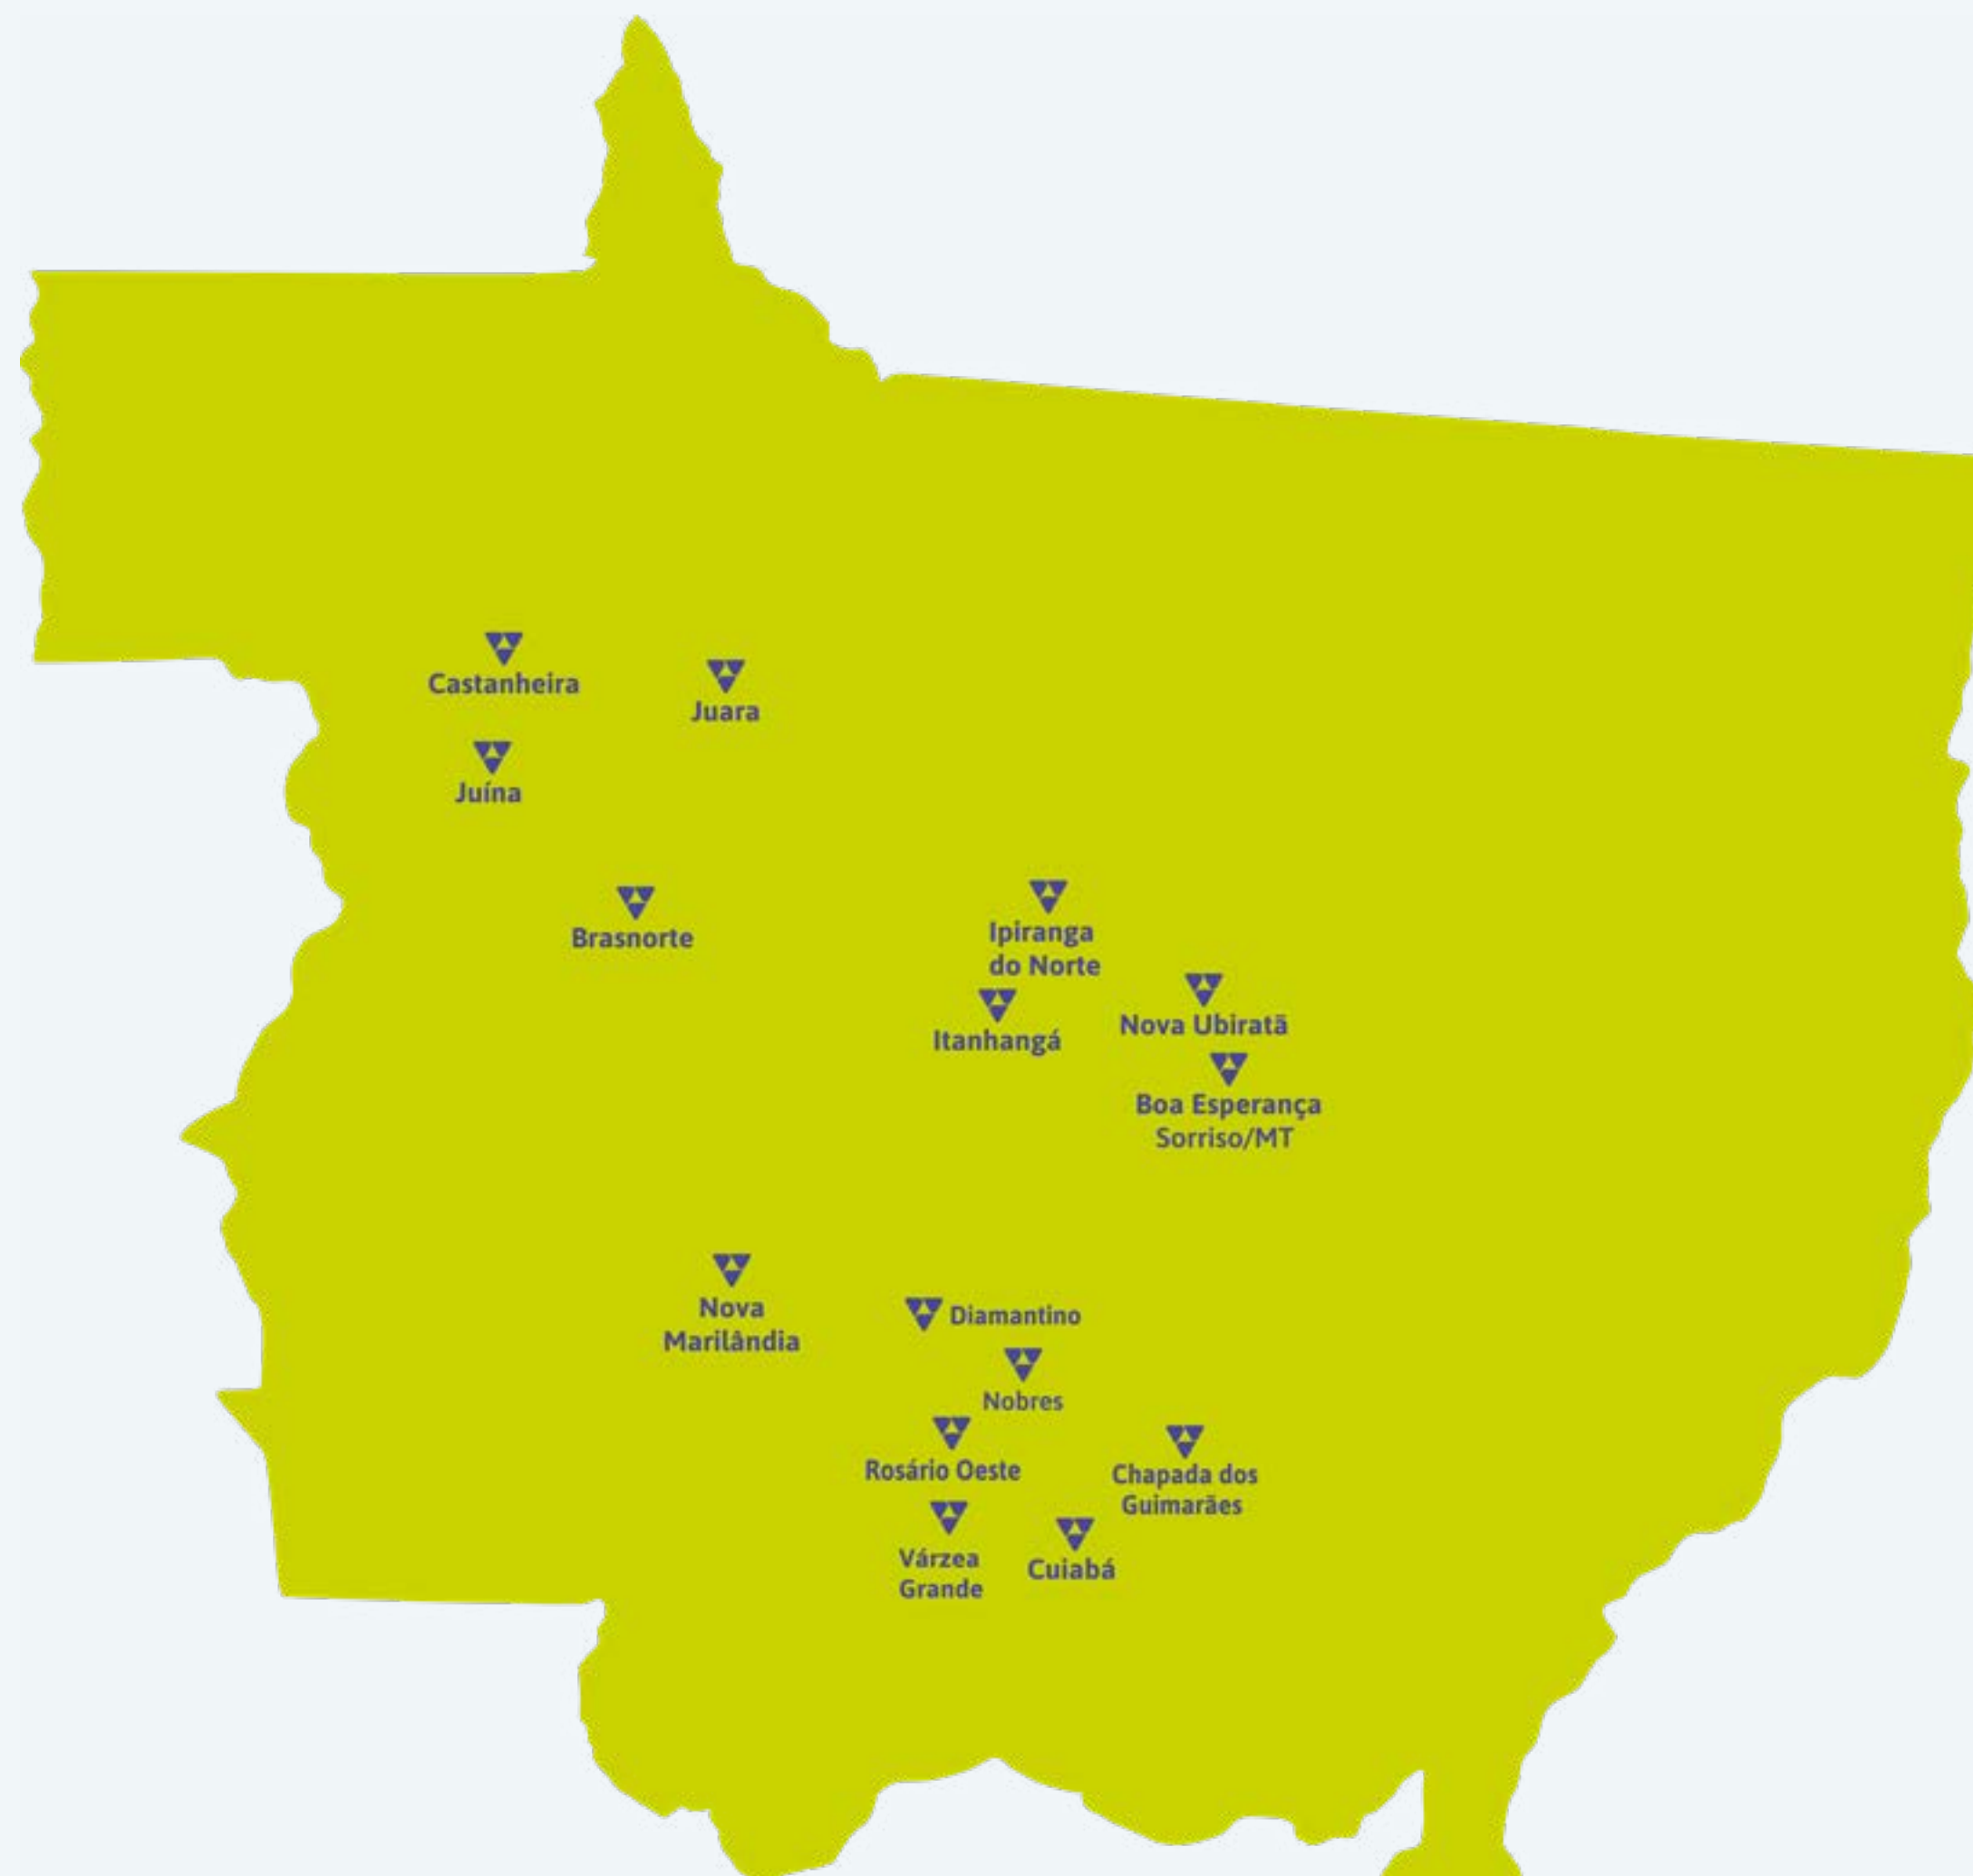 Castanheira
Juara
Juína
Brasnorte
Ipiranga
do Norte
Itanhangá
Nova Ubiratã
Boa Esperança
Sorriso/MT
Nova
Marilândia
Diamantino
Nobres
Rosário Oeste
Chapada dos
Guimarães
Várzea
Grande
Cuiabá